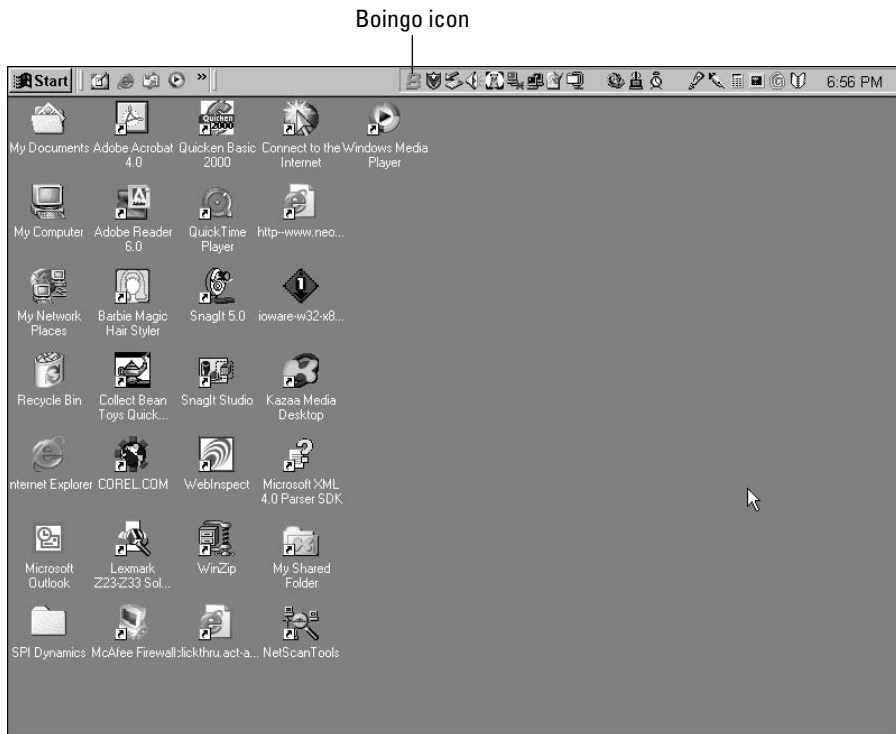 Boingo icon
Start
»
6:56 PM
My Documents
Adobe Acrobat
4.0
Quicken Basic
2000
Connect to the
Internet
Windows Media
Player
My Computer
Adobe Reader
6.0
QuickTime
Player
http--www.neo...
My Network
Places
Barbie Magic
Hair Styler
SnagIt 5.0
ioware-w32-x8...
Recycle Bin
Collect Bean
Toys Quick...
SnagIt Studio
Kazaa Media
Desktop
nternet Explorer
COREL.COM
WebInspect
Microsoft XML
4.0 Parser SDK
Microsoft
Outlook
Lexmark
Z23-Z33 Sol...
WinZip
My Shared
Folder
SPI Dynamics
McAfee Firewall
clickthru.act-a...
NetScanTools